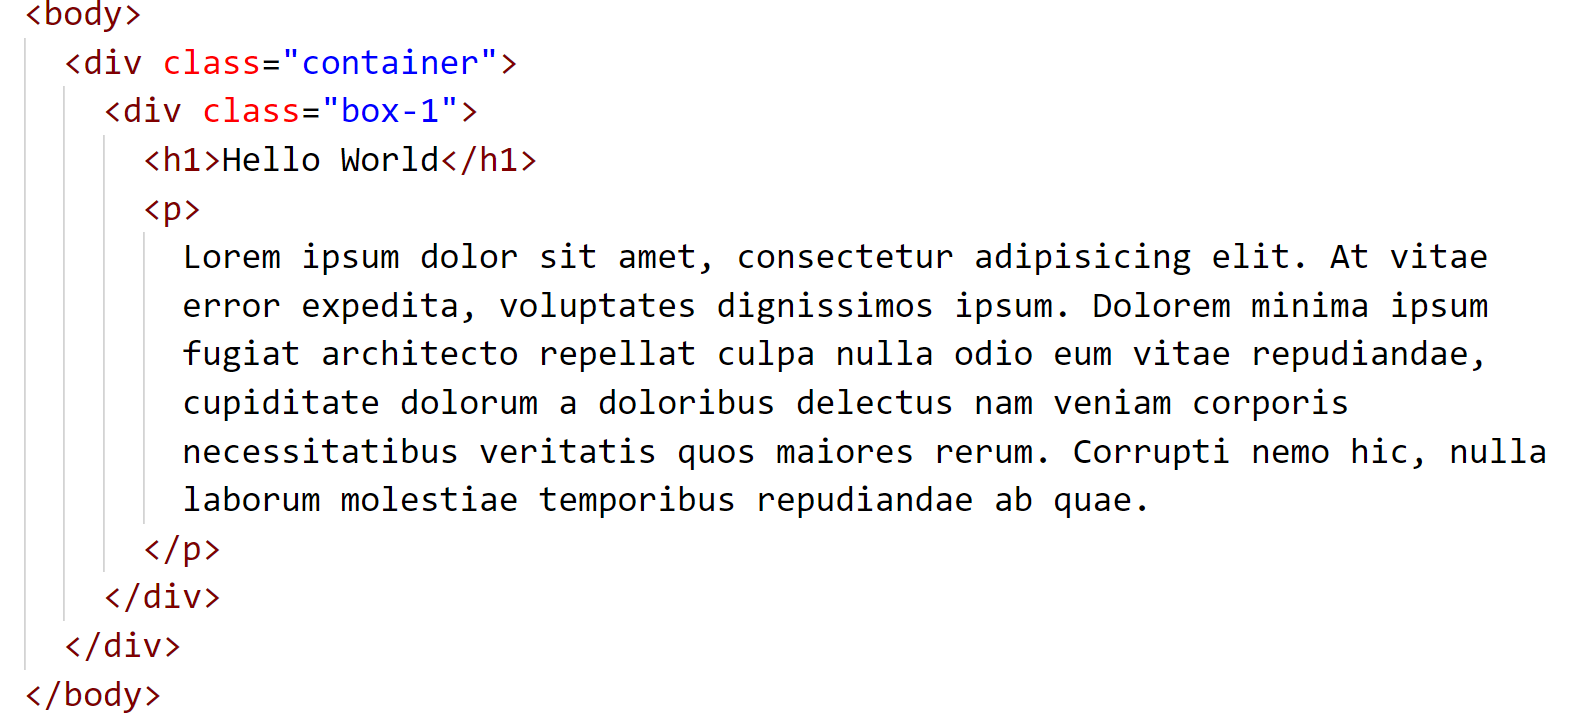 <body>
<div class="container">
<div class="box-1">
<h1>Hello World</h1>
<p>
Lorem ipsum dolor sit amet, consectetur adipisicing elit. At vitae
error expedita, voluptates dignissimos ipsum. Dolorem minima ipsum
fugiat architecto repellat culpa nulla odio eum vitae repudiandae,
cupiditate dolorum a doloribus delectus nam veniam corporis
necessitatibus veritatis quos maiores rerum. Corrupti nemo hic, nulla
laborum molestiae temporibus repudiandae ab quae.
</p>
</div>
</div>
</body>